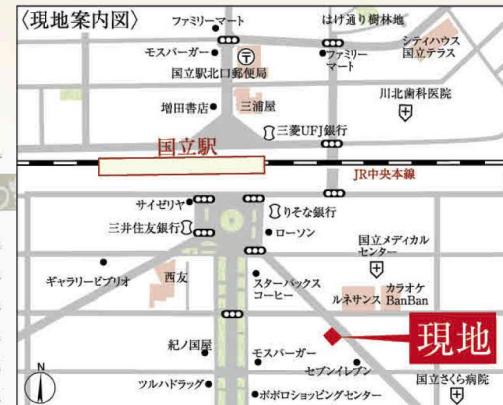 〈現地案内図〉
ファミリーマート
はけ通り樹林地
モスバーガー
国立駅北口郵便局
ファミリー
マート
シティハウス
国立テラス
川北歯科医院
増田書店
三浦屋
三菱UFJ銀行
国立駅
JR中央本線
サイゼリヤ
りそな銀行
三井住友銀行
ローソン
国立メディカル
センター
ギャラリービブリオ
西友
スターバックス
コーヒー
ルネサンス
カラオケ
BanBan
現地
紀ノ国屋
モスバーガー
セブンイレブン
国立さくら病院
ツルハドラッグ
ポポロショッピングセンター
N